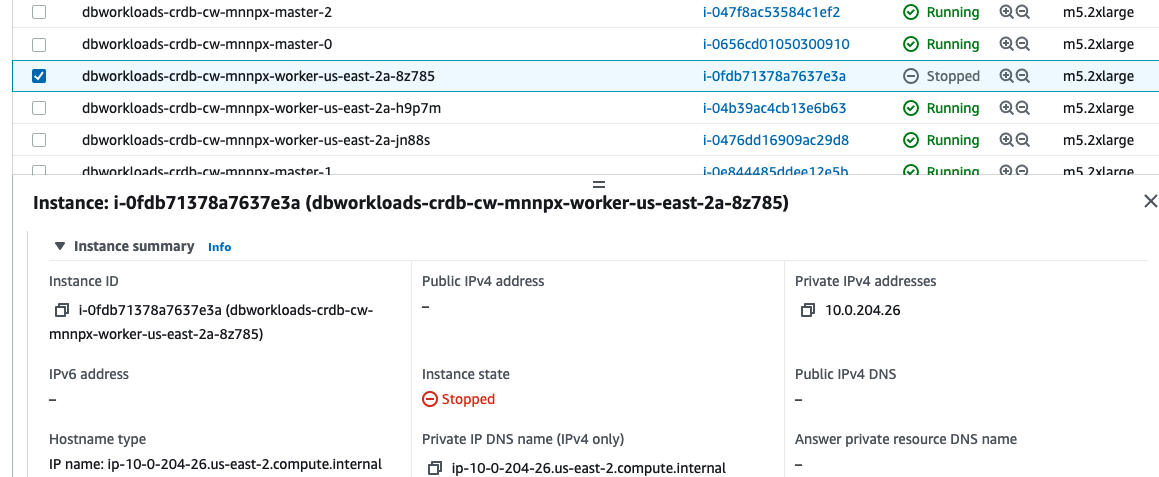 dbworkloads-crdb-cw-mnnpx-master-2 i-047f8ac53584c1ef2 Running m5.2xlarge
dbworkloads-crdb-cw-mnnpx-master-0 i-0656cd01050300910 Running m5.2xlarge
dbworkloads-crdb-cw-mnnpx-worker-us-east-2a-8z785 i-0fdb71378a7637e3a Stopped m5.2xlarge
dbworkloads-crdb-cw-mnnpx-worker-us-east-2a-h9p7m i-04b39ac4cb13e6b63 Running m5.2xlarge
dbworkloads-crdb-cw-mnnpx-worker-us-east-2a-jn88s i-0476dd16909ac29d8 Running m5.2xlarge
dbworkloads-crdb-cw-mnnpx-master-1 i-0e844485ddee12e5b Running m5.2xlarge
Instance: i-0fdb71378a7637e3a (dbworkloads-crdb-cw-mnnpx-worker-us-east-2a-8z785)
Instance summary Info
Instance ID
i-0fdb71378a7637e3a (dbworkloads-crdb-cw-
mnnpx-worker-us-east-2a-8z785)
Public IPv4 address
–
Private IPv4 addresses
10.0.204.26
IPv6 address
–
Instance state
Stopped
Public IPv4 DNS
–
Hostname type
IP name: ip-10-0-204-26.us-east-2.compute.internal
Private IP DNS name (IPv4 only)
ip-10-0-204-26.us-east-2.compute.internal
Answer private resource DNS name
–